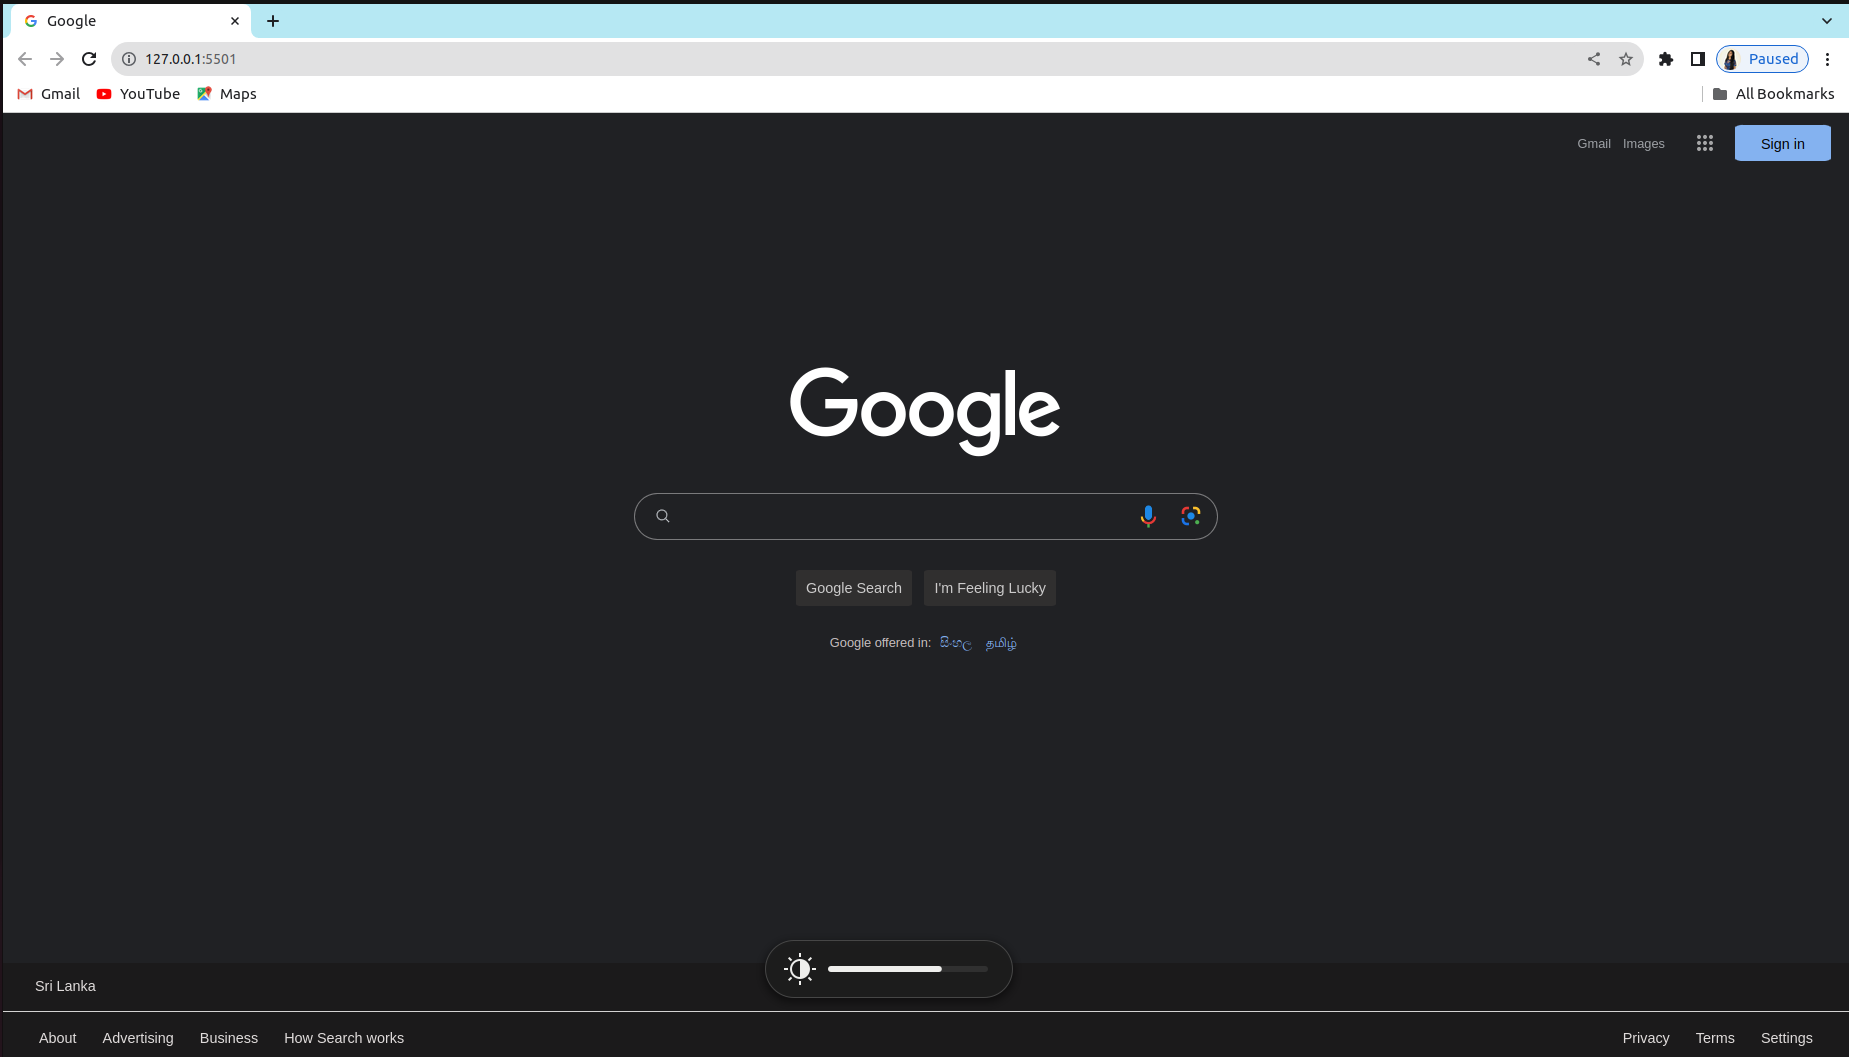 Google
127.0.0.1:5501
Paused
Gmail YouTube Maps
All Bookmarks
Gmail Images
Sign in
Google
Google Search I'm Feeling Lucky
Google offered in: සිංහල தமிழ்
Sri Lanka
About Advertising Business How Search works
Privacy Terms Settings